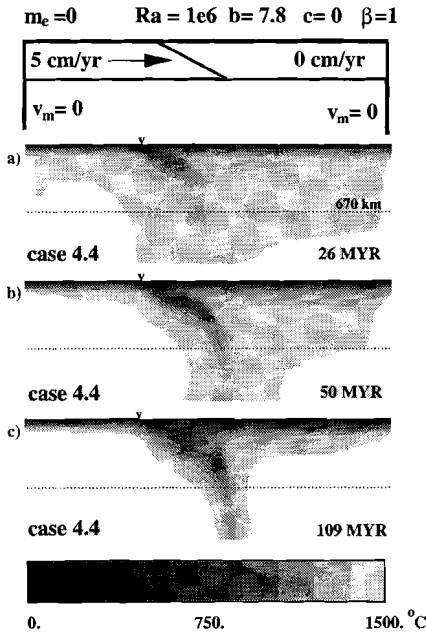 mₑ =0 Ra = 1e6 b= 7.8 c= 0 β=1
5 cm/yr 0 cm/yr
vₘ= 0 vₘ= 0
v
a)
670 km
case 4.4 26 MYR
v
b)
case 4.4 50 MYR
v
c)
case 4.4 109 MYR
0. 750. 1500. °C